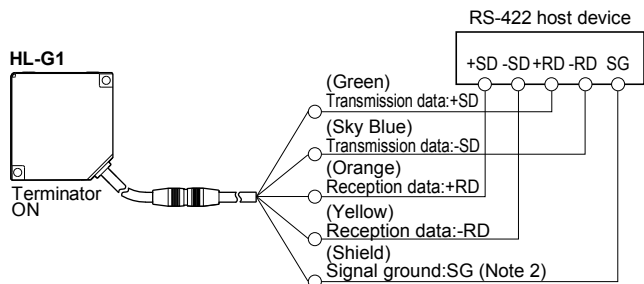 RS-422 host device
HL-G1
+SD -SD +RD -RD SG
(Green)
Transmission data:+SD
(Sky Blue)
Transmission data:-SD
(Orange)
Reception data:+RD
Terminator
ON
(Yellow)
Reception data:-RD
(Shield)
Signal ground:SG (Note 2)